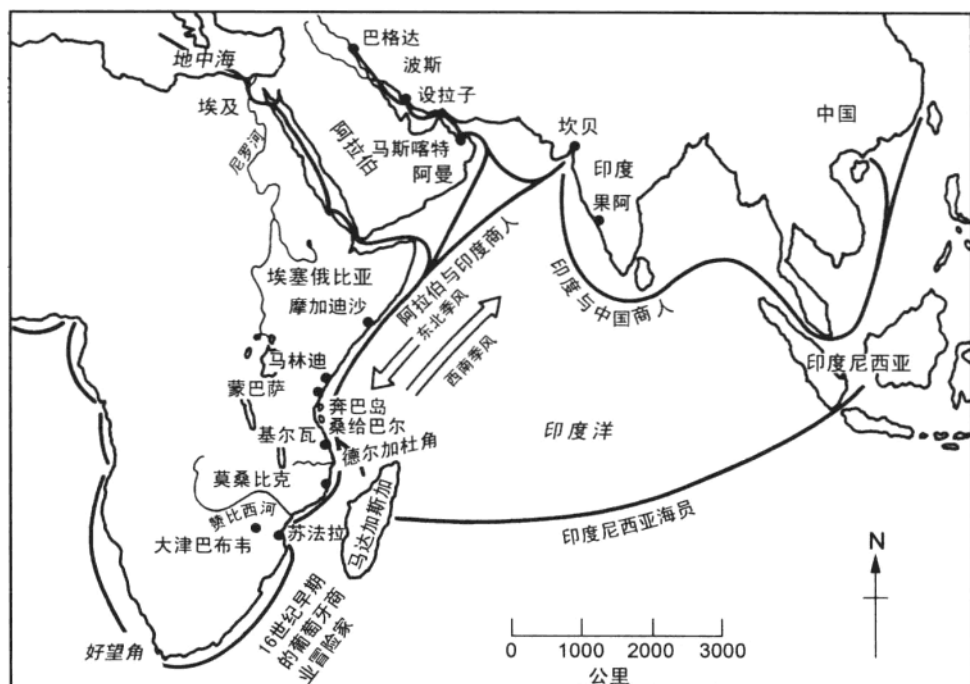 巴格达
地中海
波斯
设拉子
埃及
中国
坎贝
尼罗河
阿拉伯
马斯喀特
阿曼
印度
果阿
埃塞俄比亚
摩加迪沙
阿拉伯与印度商人
东北季风
西南季风
印度与中国商人
马林迪
蒙巴萨
奔巴岛
桑给巴尔
印度尼西亚
基尔瓦
德尔加杜角
印度洋
莫桑比克
赞比西河
大津巴布韦
苏法拉
马达加斯加
印度尼西亚海员
16世纪早期
的葡萄牙商
业冒险家
好望角
N
0 1000 2000 3000
公里